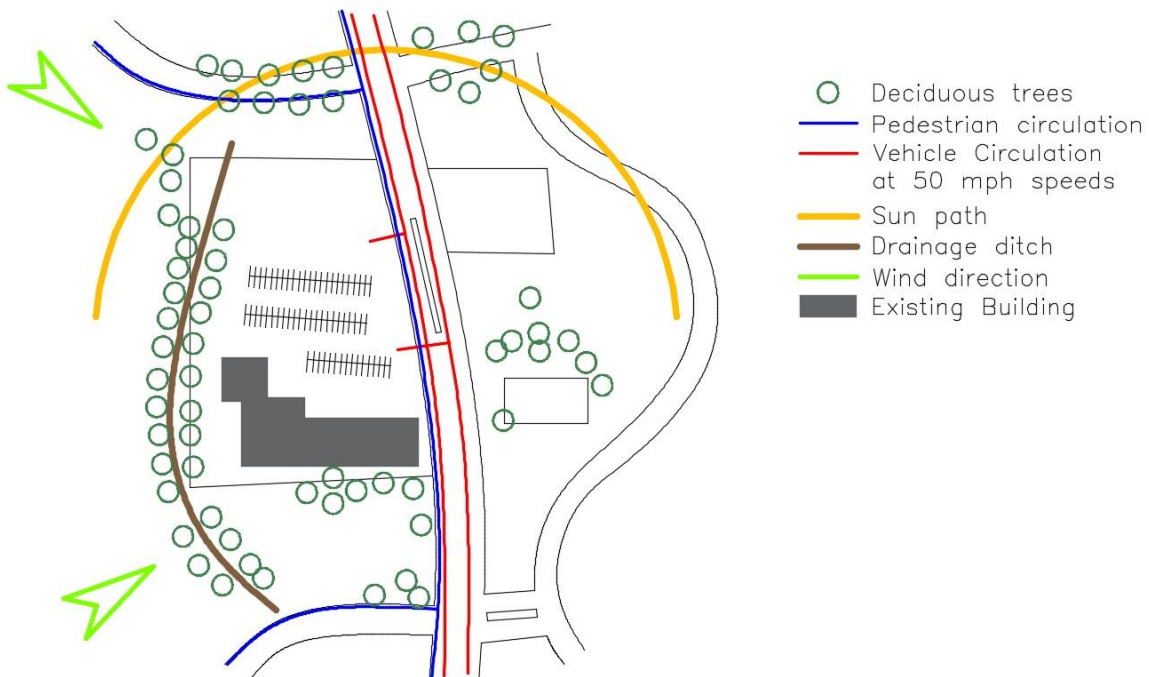 Deciduous trees
Pedestrian circulation
Vehicle Circulation
at 50 mph speeds
Sun path
Drainage ditch
Wind direction
Existing Building